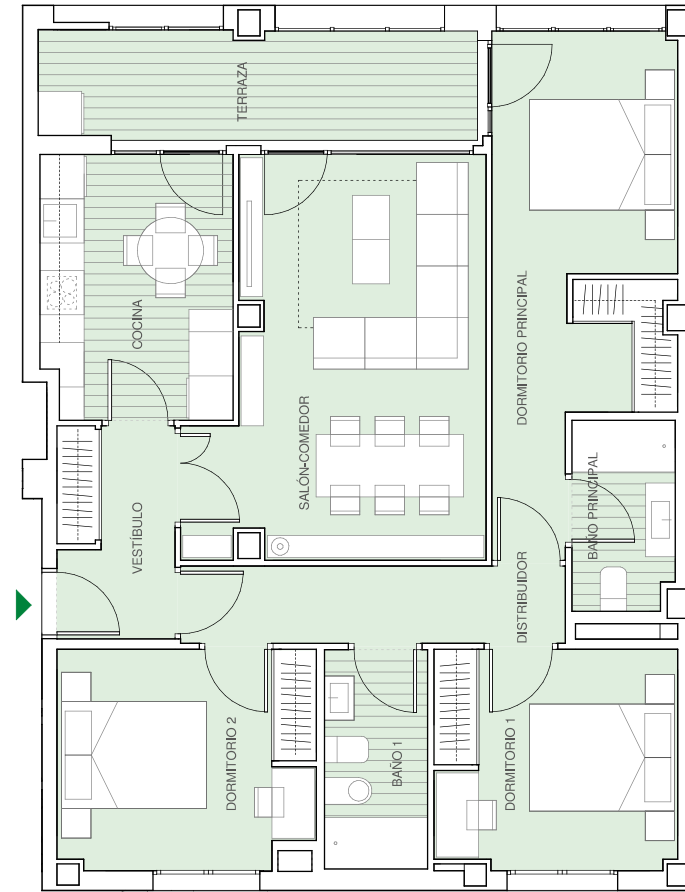 TERRAZA
COCINA
SALÓN-COMEDOR
DORMITORIO PRINCIPAL
BAÑO PRINCIPAL
VESTÍBULO
DISTRIBUIDOR
DORMITORIO 2
BAÑO 1
DORMITORIO 1